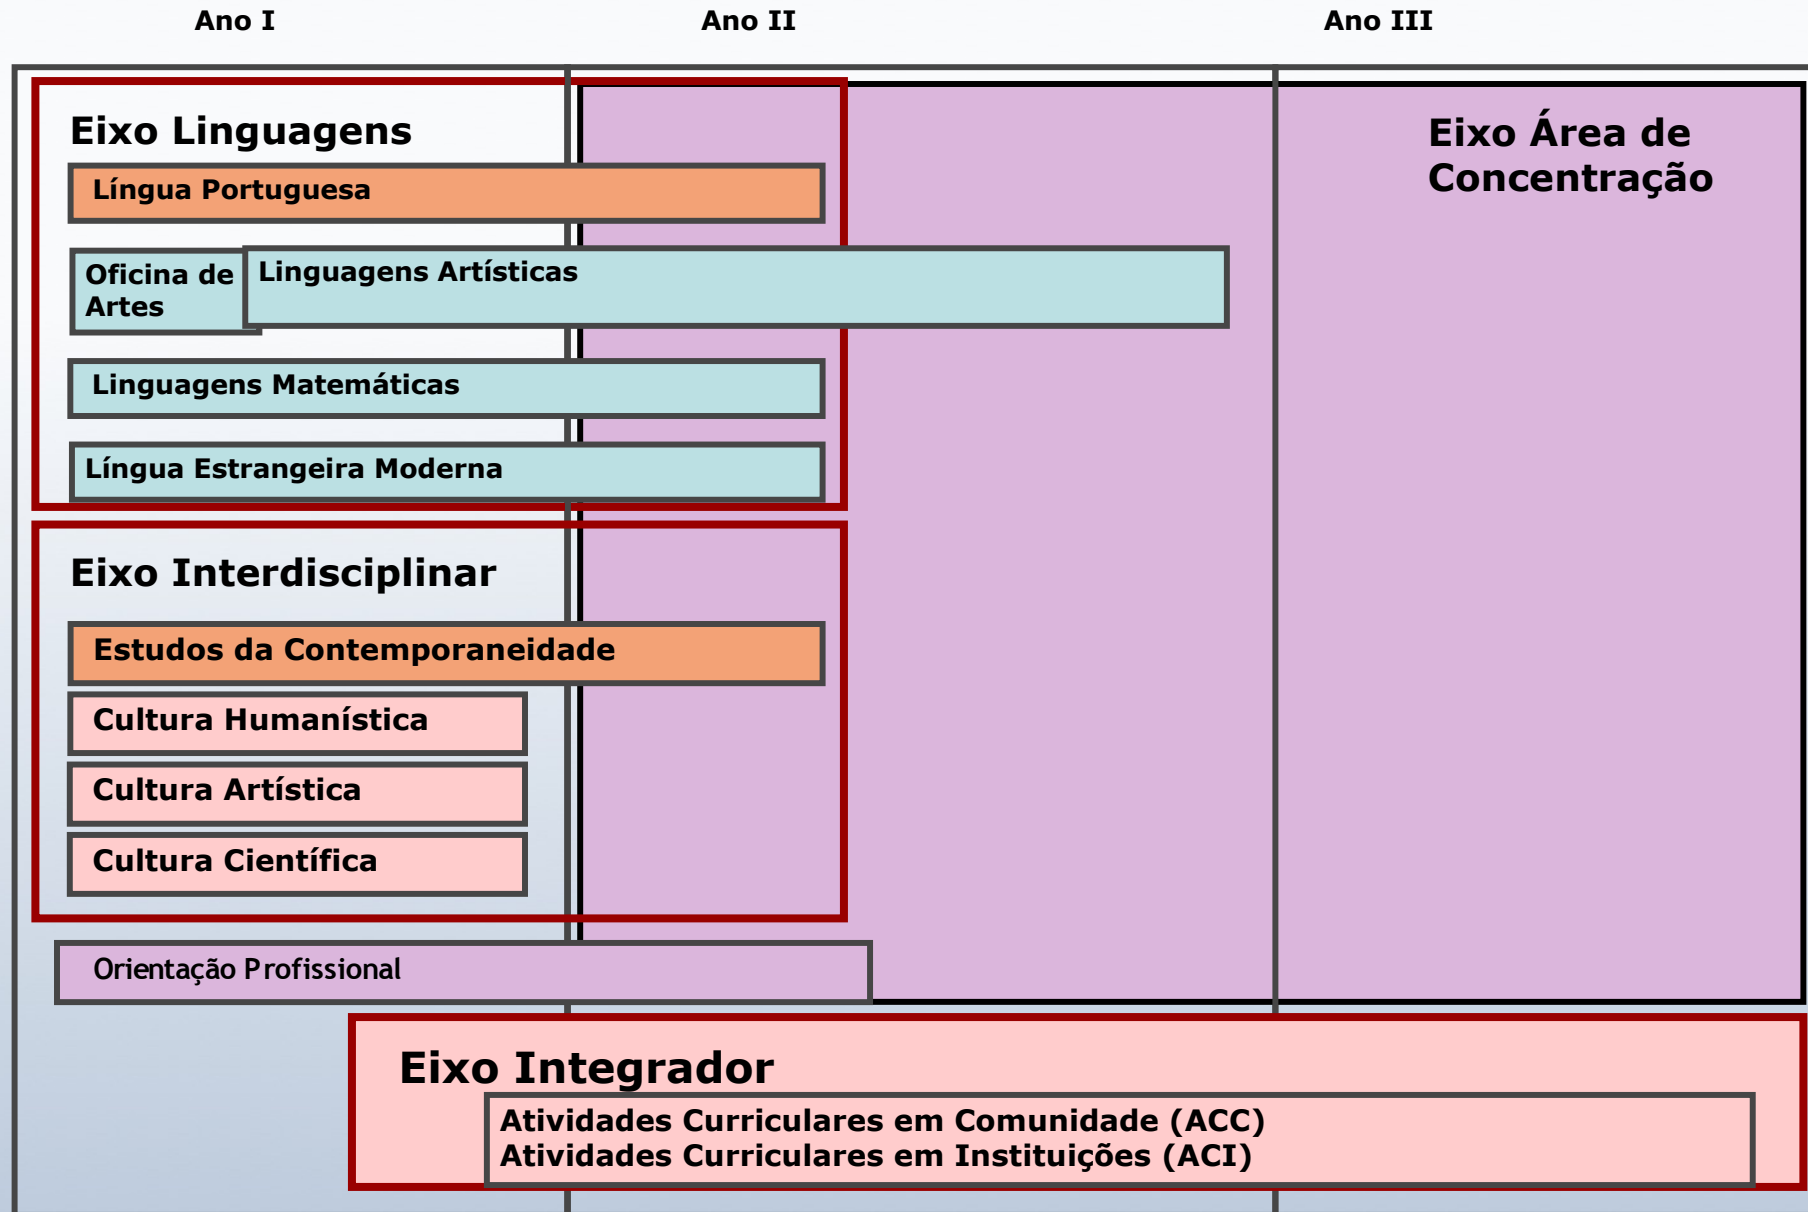 Ano I
Ano II
Ano III
Eixo Linguagens
Língua Portuguesa
Oficina de
Artes
Linguagens Artísticas
Linguagens Matemáticas
Língua Estrangeira Moderna
Eixo Área de
Concentração
Eixo Interdisciplinar
Estudos da Contemporaneidade
Cultura Humanística
Cultura Artística
Cultura Científica
Orientação Profissional
Eixo Integrador
Atividades Curriculares em Comunidade (ACC)
Atividades Curriculares em Instituições (ACI)